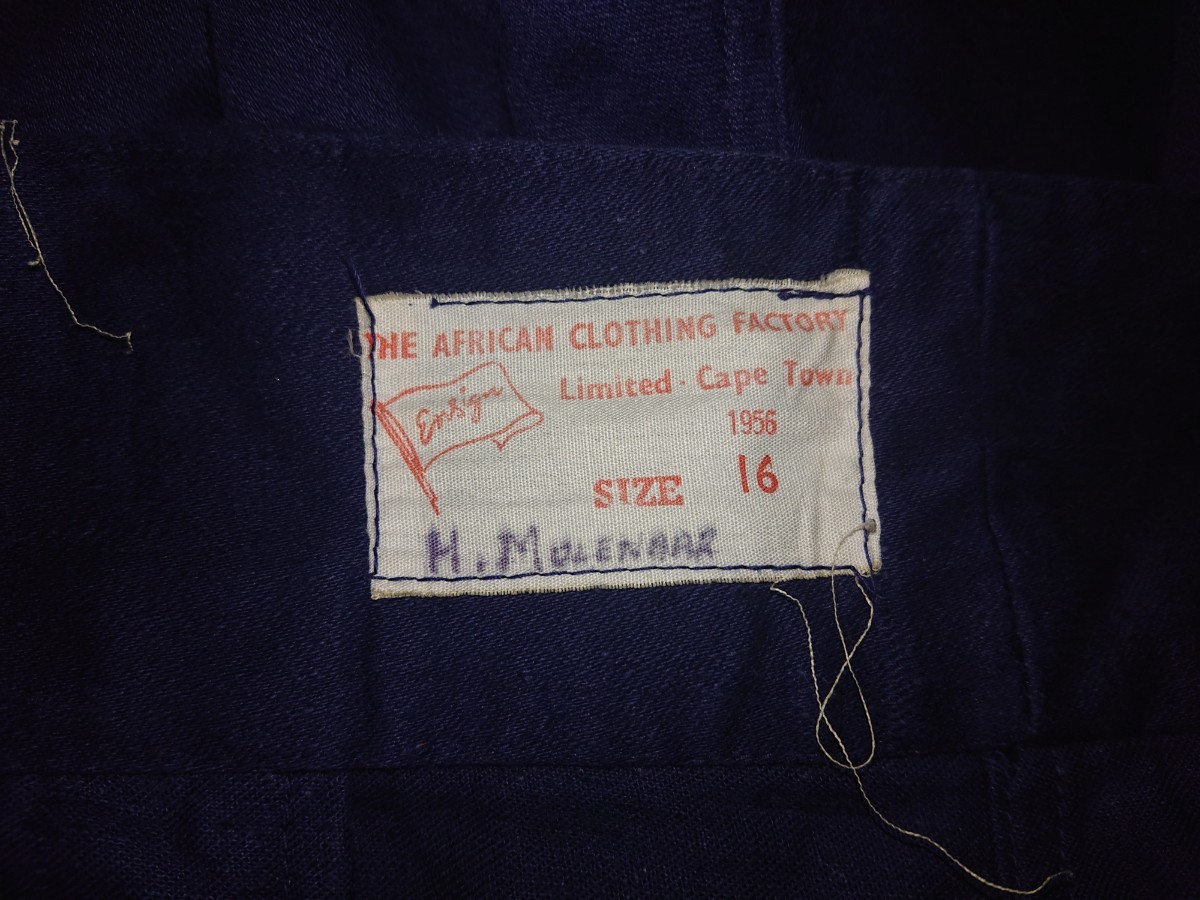 THE AFRICAN CLOTHING FACTORY
Ensign
Limited · Cape Town
1956
SIZE 16
H. MOLENAAR